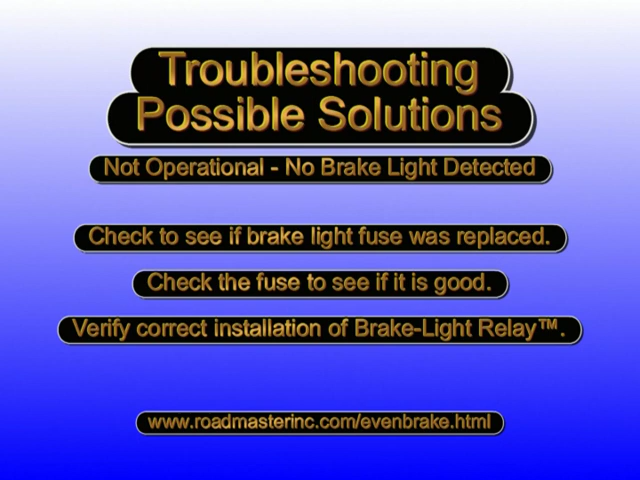 Troubleshooting
Possible Solutions
Not Operational - No Brake Light Detected
Check to see if brake light fuse was replaced.
Check the fuse to see if it is good.
Verify correct installation of Brake-Light Relay™.
www.roadmasterinc.com/evenbrake.html